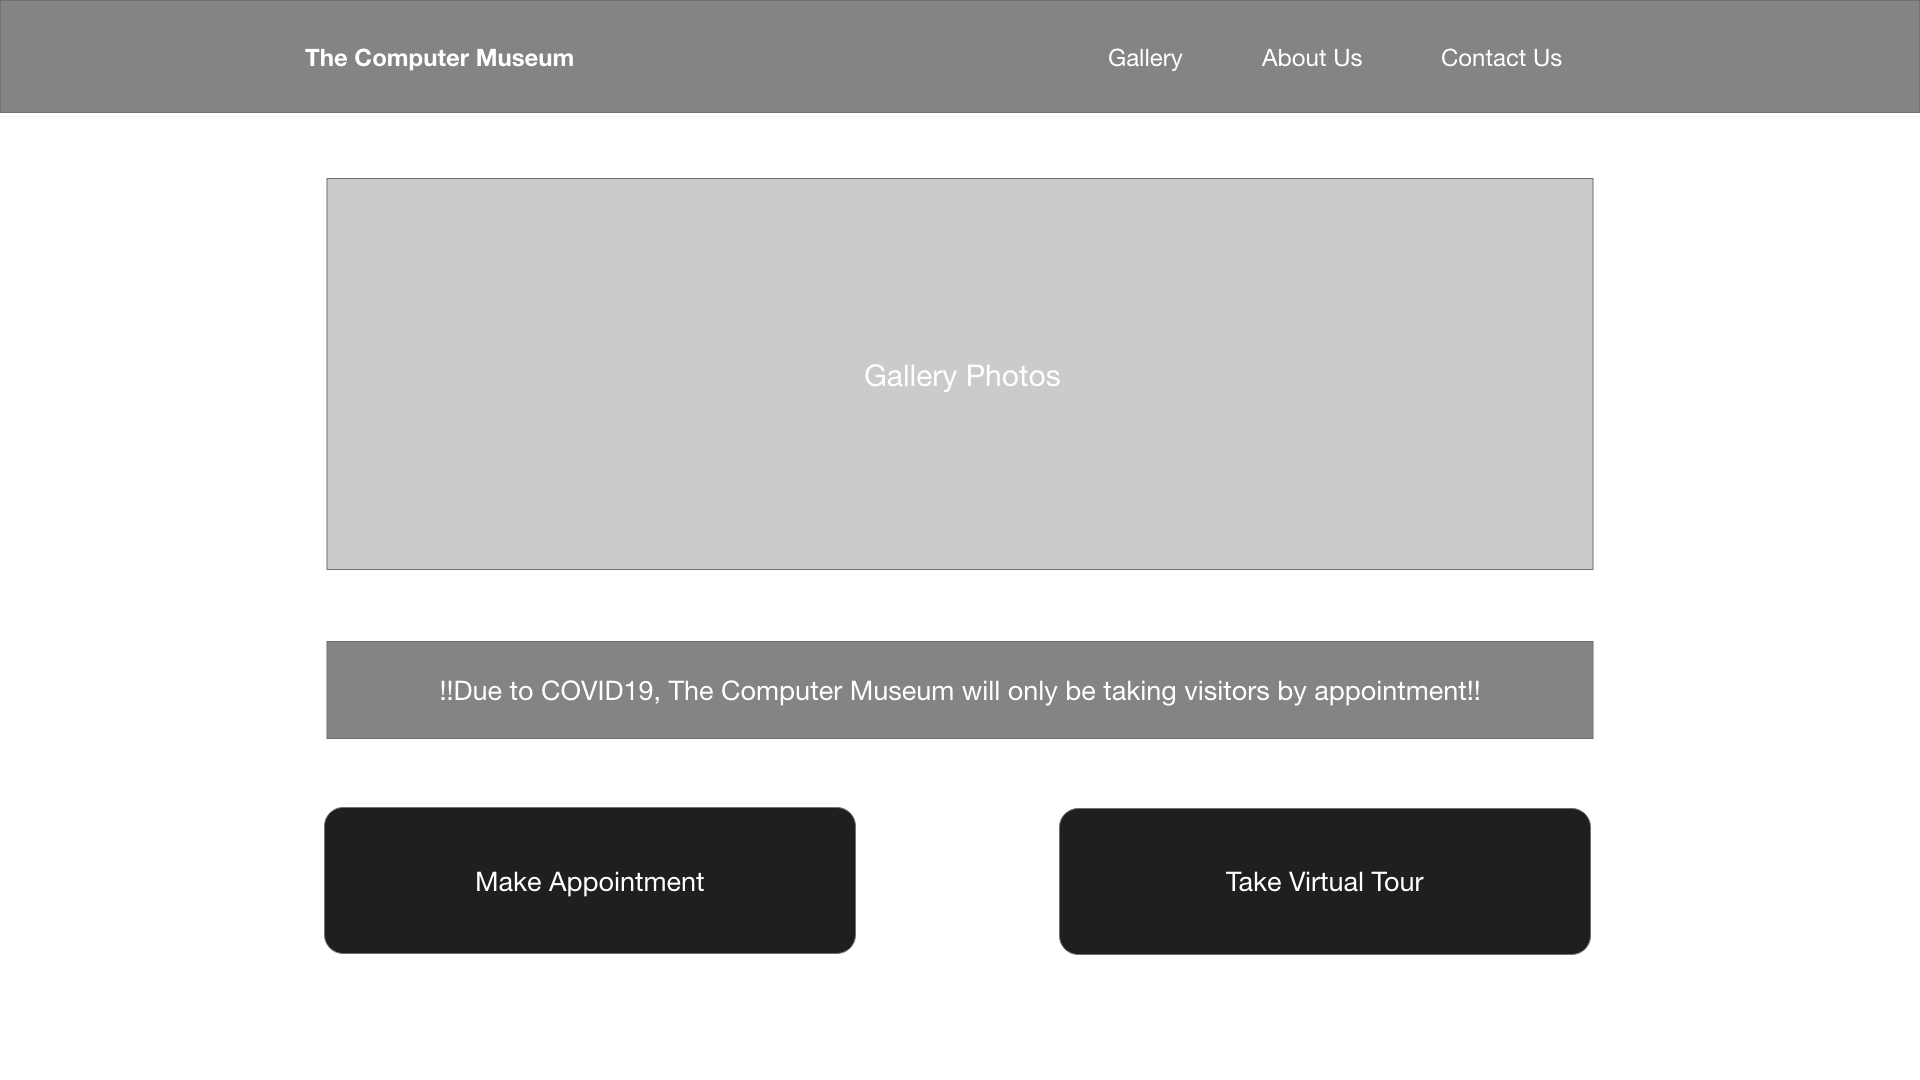 The Computer Museum
Gallery
About Us
Contact Us
Gallery Photos
!!Due to COVID19, The Computer Museum will only be taking visitors by appointment!!
Make Appointment
Take Virtual Tour